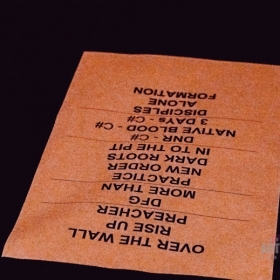 OVER THE WALL
RISE UP
PREACHER
DFG
MORE THAN
PRACTICE
NEW ORDER
DARK ROOTS
IN TO THE PIT
DNR - C#
NATIVE BLOOD - C#
3 DAYs - C#
DISCIPLES
ALONE
FORMATION